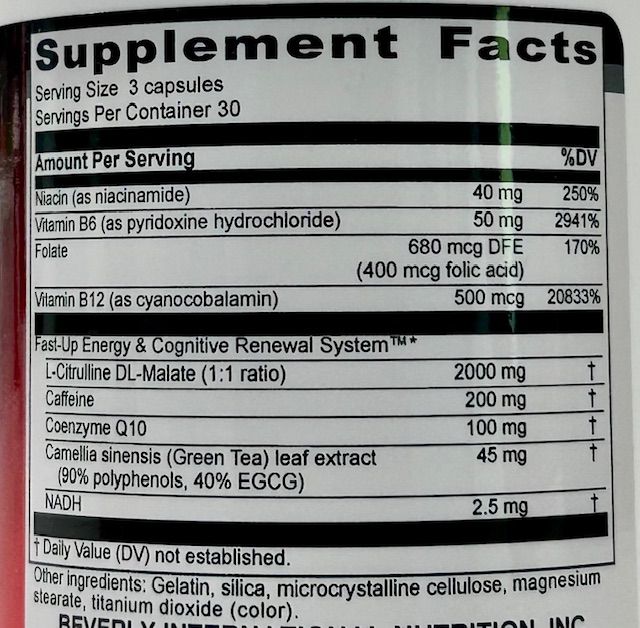 Supplement Facts
Serving Size 3 capsules
Servings Per Container 30
Amount Per Serving %DV
Niacin (as niacinamide) 40 mg 250%
Vitamin B6 (as pyridoxine hydrochloride) 50 mg 2941%
Folate 680 mcg DFE 170%
(400 mcg folic acid)
Vitamin B12 (as cyanocobalamin) 500 mcg 20833%
Fast-Up Energy & Cognitive Renewal System™*
L-Citrulline DL-Malate (1:1 ratio) 2000 mg †
Caffeine 200 mg †
Coenzyme Q10 100 mg †
Camellia sinensis (Green Tea) leaf extract 45 mg †
(90% polyphenols, 40% EGCG)
NADH 2.5 mg †
† Daily Value (DV) not established.
Other ingredients: Gelatin, silica, microcrystalline cellulose, magnesium
stearate, titanium dioxide (color).
BEVERLY INTERNATIONAL NUTRITION, INC